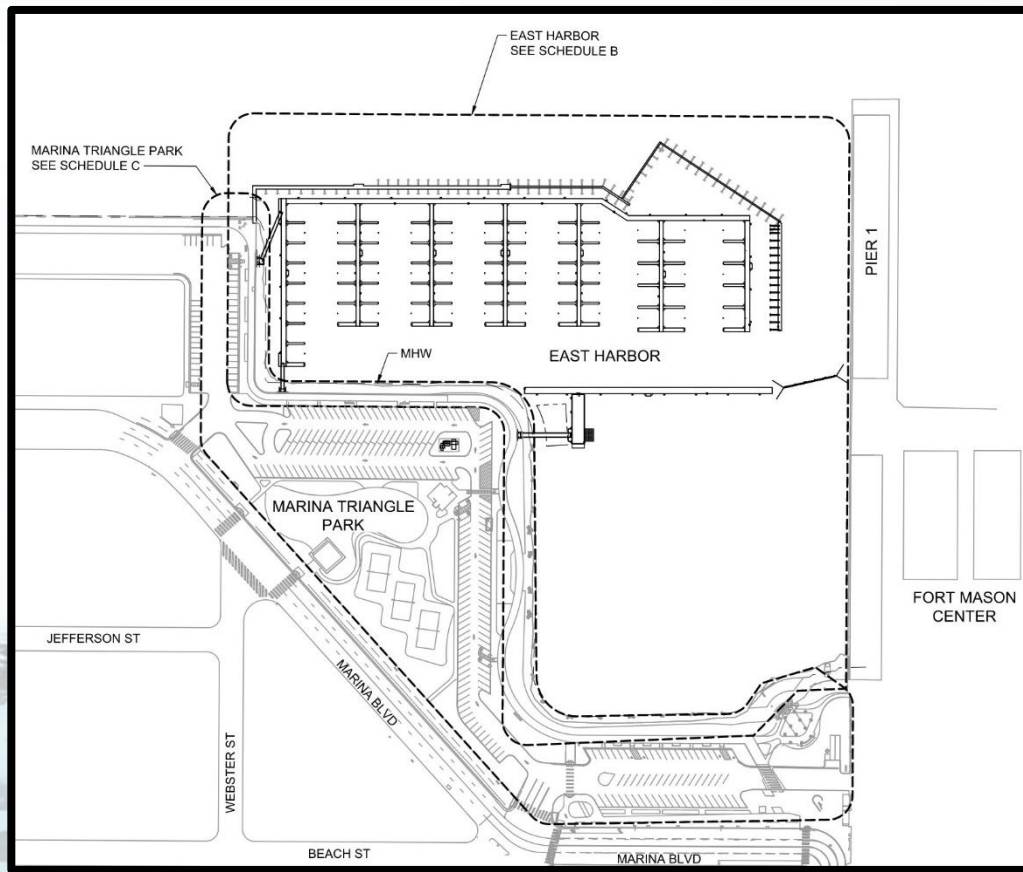 EAST HARBOR
SEE SCHEDULE B
MARINA TRIANGLE PARK
SEE SCHEDULE C
PIER 1
MHW
EAST HARBOR
MARINA TRIANGLE
PARK
FORT MASON
CENTER
JEFFERSON ST
MARINA BLVD
WEBSTER ST
BEACH ST
MARINA BLVD